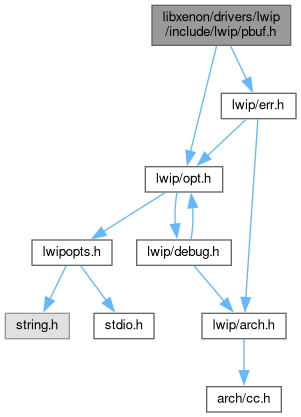 libxenon/drivers/lwip
/include/lwip/pbuf.h
lwip/err.h
lwip/opt.h
lwipopts.h
lwip/debug.h
string.h
stdio.h
lwip/arch.h
arch/cc.h